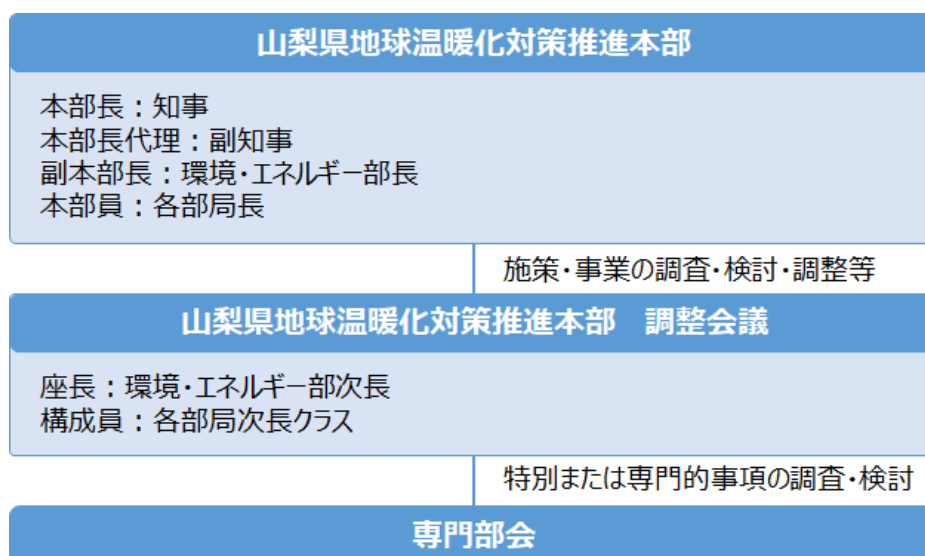 山梨県地球温暖化対策推進本部
本部長：知事
本部長代理：副知事
副本部長：環境・エネルギー部長
本部員：各部局長
施策・事業の調査・検討・調整等
山梨県地球温暖化対策推進本部　調整会議
座長：環境・エネルギー部次長
構成員：各部局次長クラス
特別または専門的事項の調査・検討
専門部会